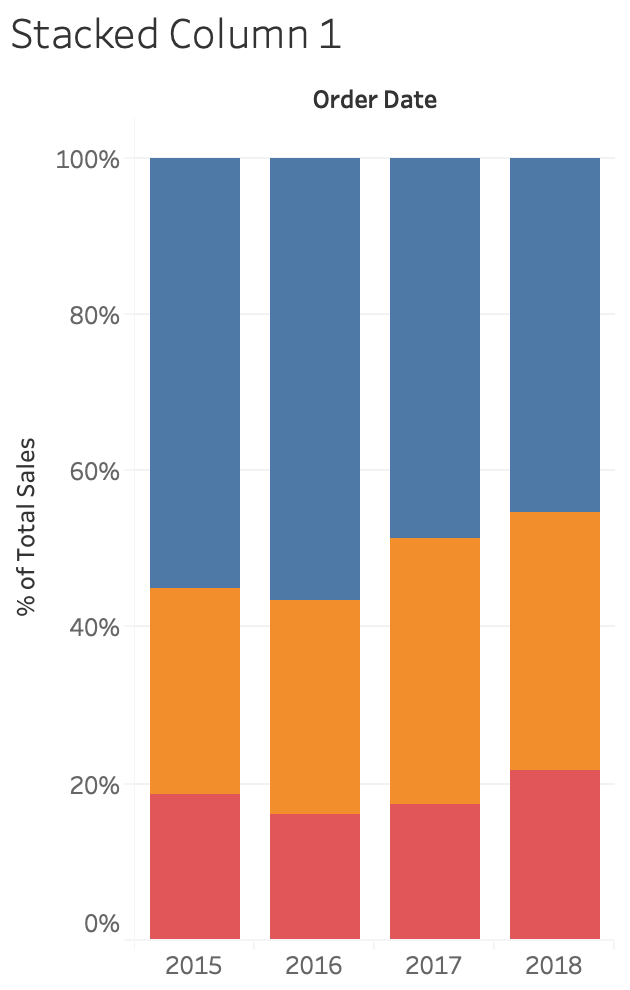 Stacked Column 1
Order Date
100%
80%
60%
40%
20%
0%
% of Total Sales
2015 2016 2017 2018